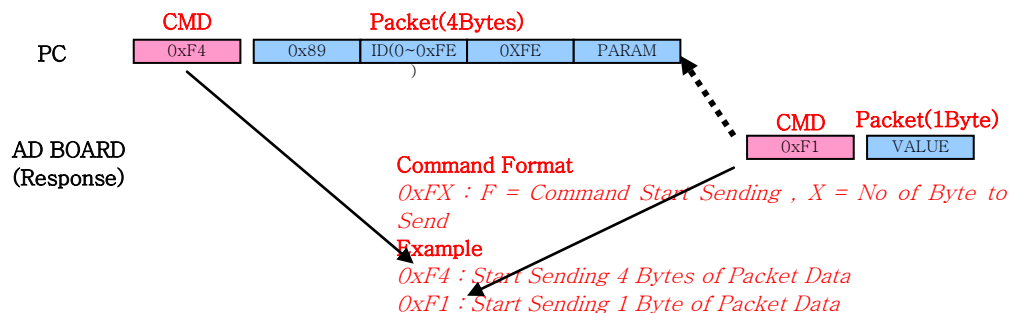 CMD
Packet(4Bytes)
PC
0xF4
0x89
ID(0~0xFE
)
0XFE
PARAM
CMD
Packet(1Byte)
0xF1
VALUE
AD BOARD
(Response)
Command Format
0xFX : F = Command Start Sending , X = No of Byte to
Send
Example
0xF4 : Start Sending 4 Bytes of Packet Data
0xF1 : Start Sending 1 Byte of Packet Data